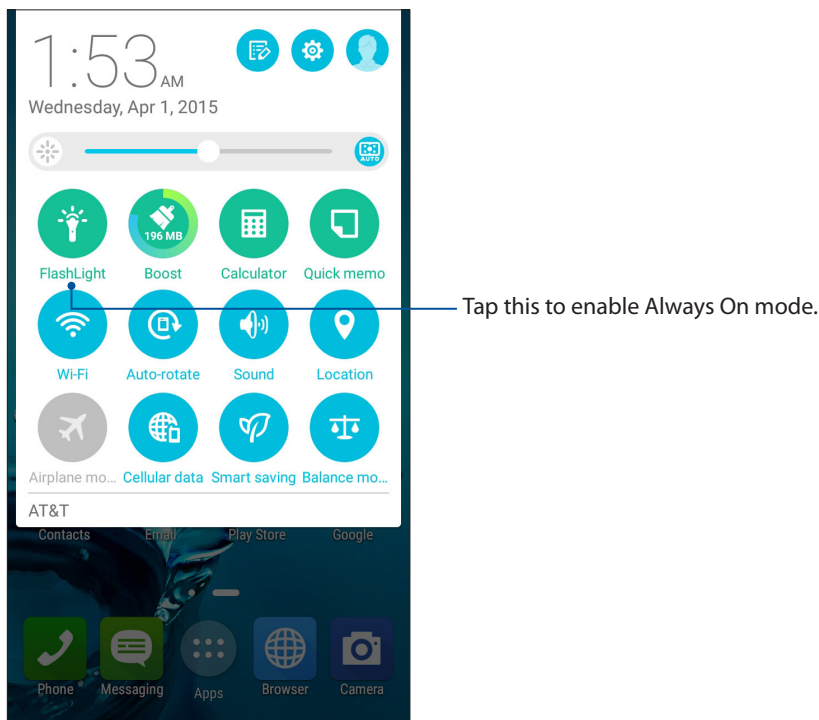 1:53 AM
Wednesday, Apr 1, 2015
AUTO
196 MB
FlashLight Boost Calculator Quick memo
Tap this to enable Always On mode.
Wi-Fi Auto-rotate Sound Location
Airplane mo... Cellular data Smart saving Balance mo...
AT&T
Contacts Email Play Store Google
Phone Messaging Apps Browser Camera